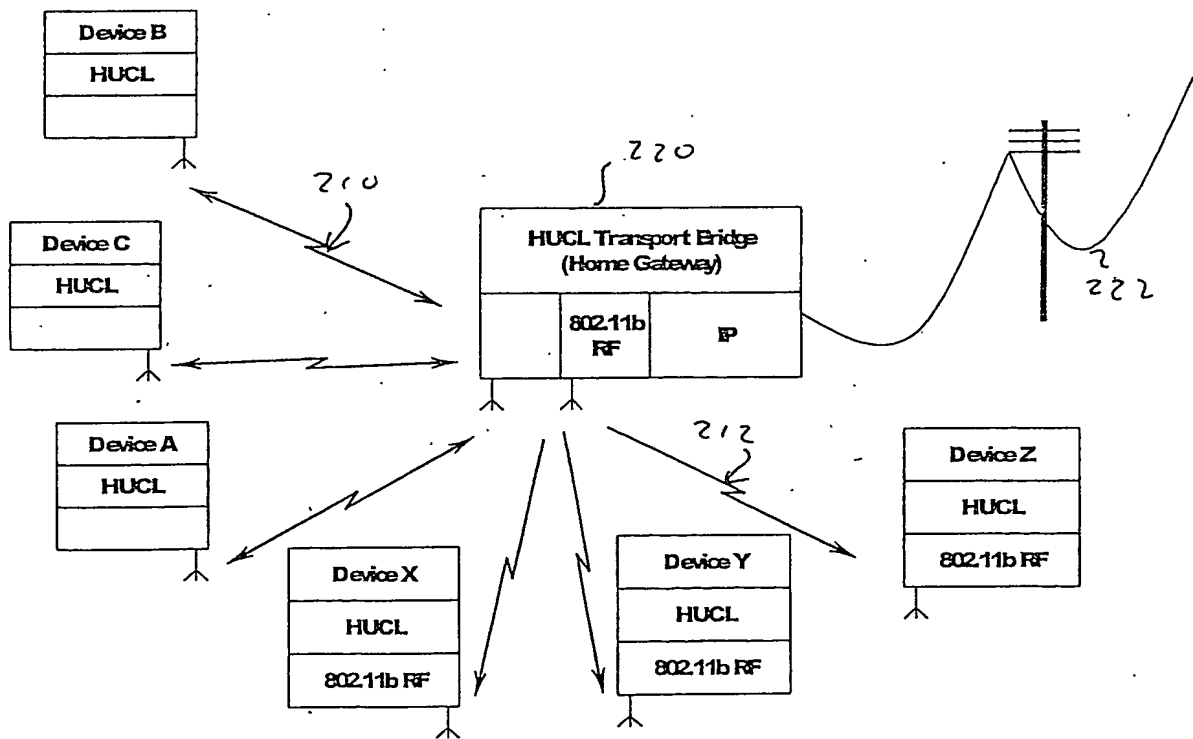 Device B
HUCL
210
220
Device C
HUCL
HUCL Transport Bridge
(Home Gateway)
802.11b
RF
IP
222
Device A
HUCL
212
Device X
HUCL
802.11b RF
Device Y
HUCL
802.11b RF
Device Z
HUCL
802.11b RF